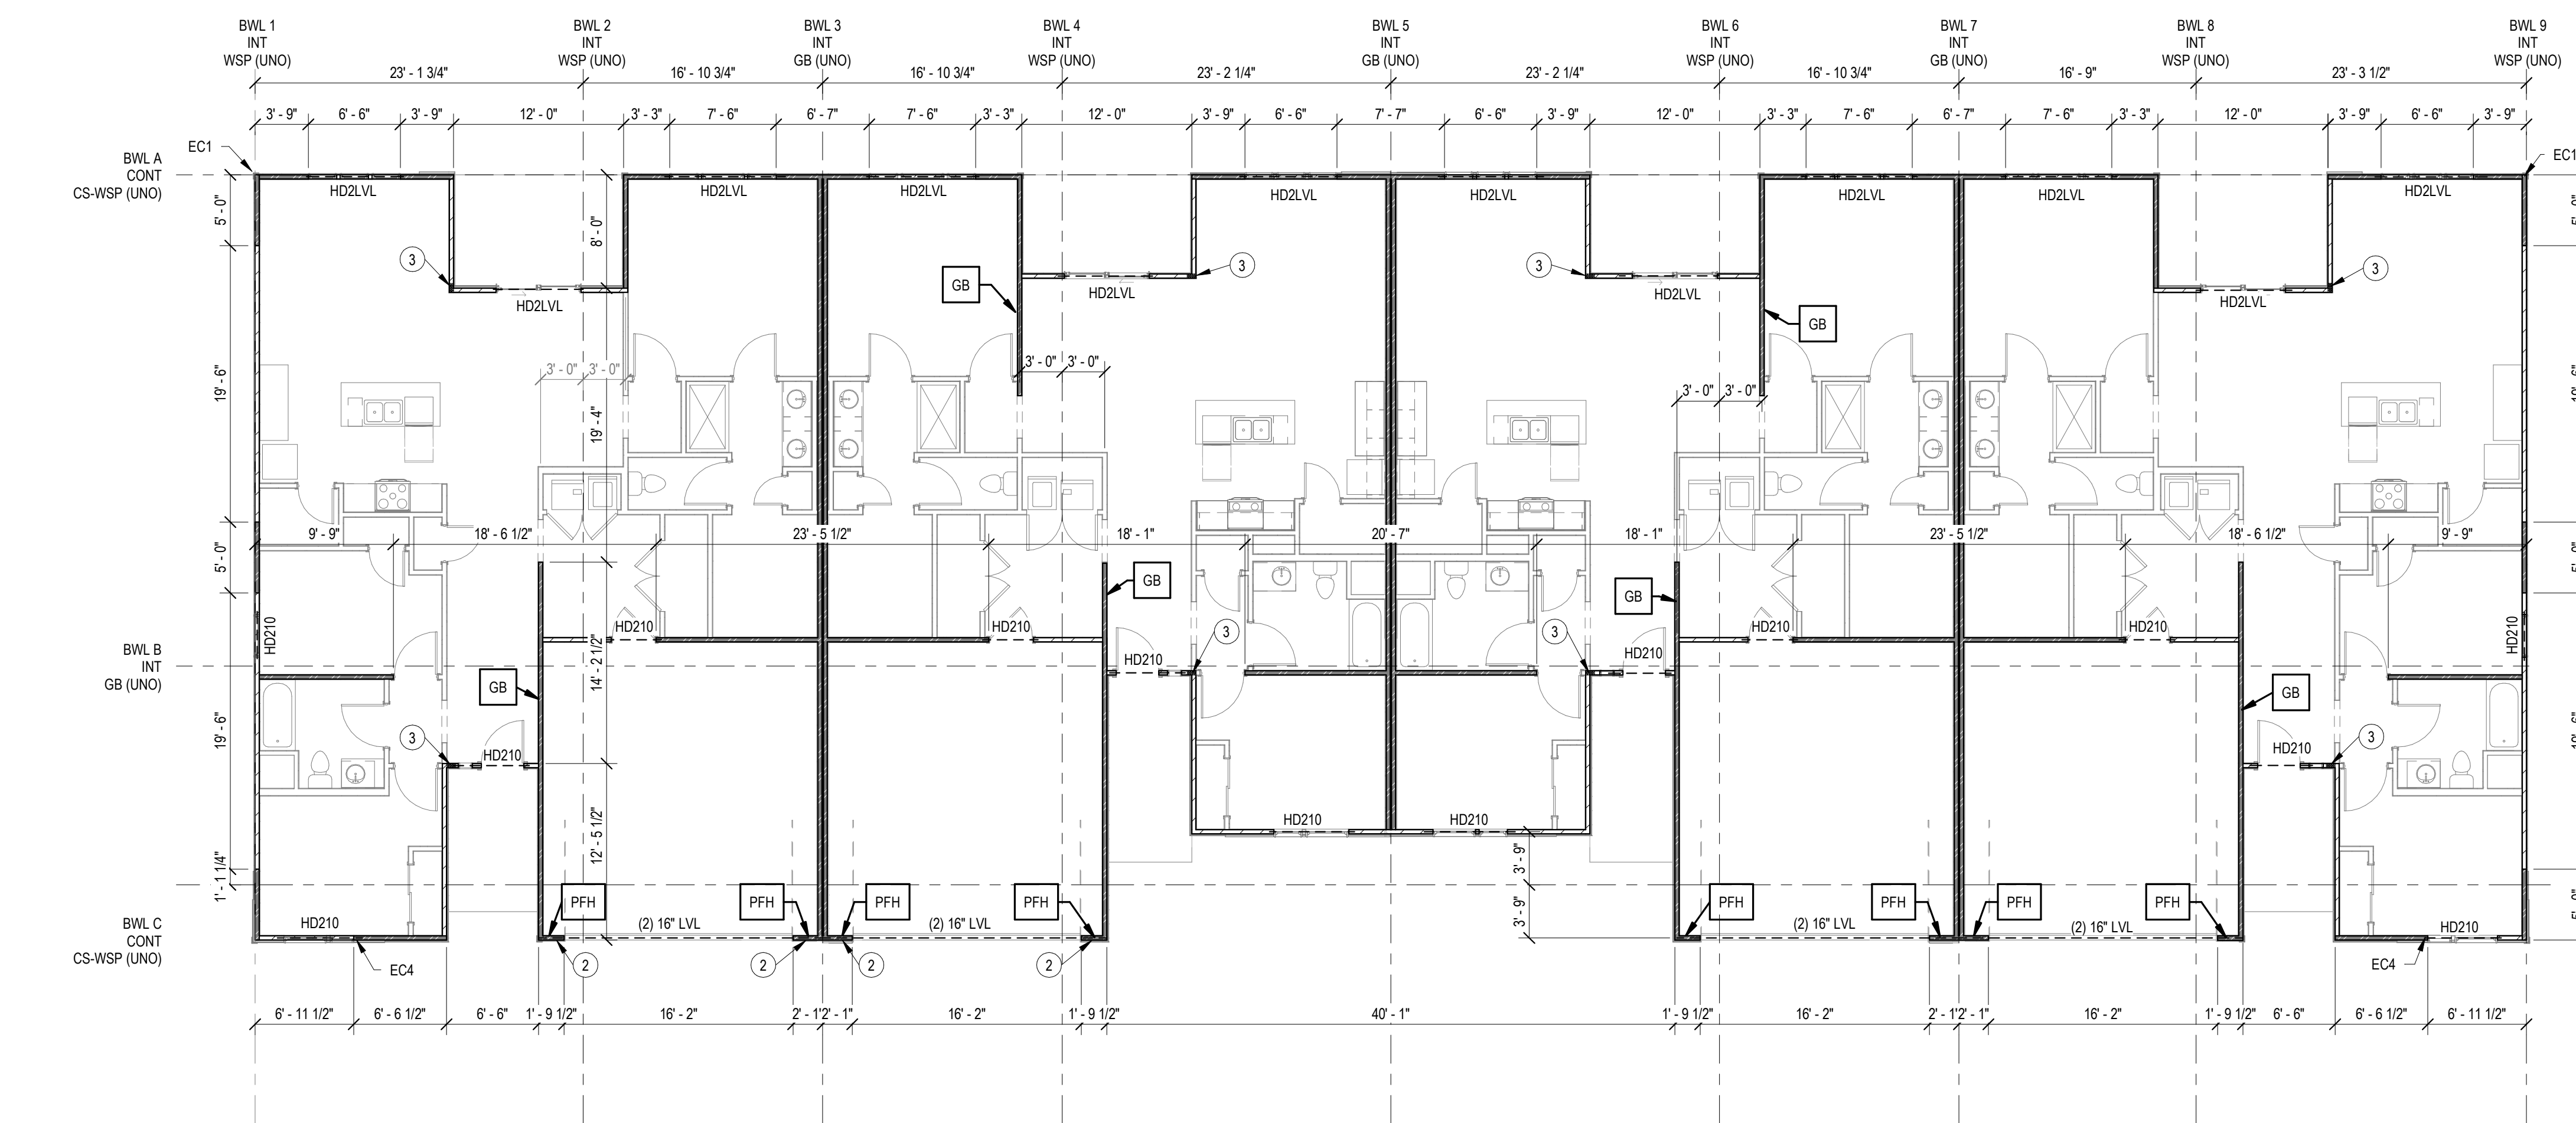 BWL 1
INT
WSP (UNO)
BWL 2
INT
WSP (UNO)
BWL 3
INT
GB (UNO)
BWL 4
INT
WSP (UNO)
BWL 5
INT
GB (UNO)
BWL 6
INT
WSP (UNO)
BWL 7
INT
GB (UNO)
BWL 8
INT
WSP (UNO)
BWL 9
INT
WSP (UNO)
23' - 1 3/4" 16' - 10 3/4" 16' - 10 3/4" 23' - 2 1/4" 23' - 2 1/4" 16' - 10 3/4" 16' - 9" 23' - 3 1/2"
3' - 9" 6' - 6" 3' - 9" 12' - 0" 3' - 3" 7' - 6" 6' - 7" 7' - 6" 3' - 3" 12' - 0" 3' - 9" 6' - 6" 7' - 7" 6' - 6" 3' - 9" 12' - 0" 3' - 3" 7' - 6" 6' - 7" 7' - 6" 3' - 3" 12' - 0" 3' - 9" 6' - 6" 3' - 9"
EC1 EC1
BWL A
CONT
CS-WSP (UNO)
HD2LVL HD2LVL HD2LVL HD2LVL HD2LVL HD2LVL HD2LVL HD2LVL
5' - 0" 8' - 0"
3 3 3 3
GB
HD2LVL HD2LVL HD2LVL HD2LVL
GB
3' - 0" 3' - 0" 3' - 0" 3' - 0"
3' - 0" 3' - 0"
19' - 6" 19' - 4"
9' - 9" 18' - 6 1/2" 23' - 5 1/2" 18' - 1" 20' - 7" 18' - 1" 23' - 5 1/2" 18' - 6 1/2" 9' - 9"
5' - 0"
GB GB
HD210 HD210 HD210 HD210 HD210 HD210
3 3
BWL B
INT
GB (UNO)
14' - 2 1/2"
HD210 HD210
GB GB
19' - 6"
3 3
HD210 HD210
HD210 HD210
12' - 5 1/2"
3' - 9"
1' - 1 1/4"
PFH PFH PFH PFH PFH PFH PFH PFH
3' - 9"
BWL C
CONT
CS-WSP (UNO)
HD210 (2) 16" LVL (2) 16" LVL (2) 16" LVL (2) 16" LVL HD210
EC4 2 2 2 2 EC4
6' - 11 1/2" 6' - 6 1/2" 6' - 6" 1' - 9 1/2" 16' - 2" 2' - 1" 2' - 1" 16' - 2" 1' - 9 1/2" 40' - 1" 1' - 9 1/2" 16' - 2" 2' - 1" 2' - 1" 16' - 2" 1' - 9 1/2" 6' - 6" 6' - 6 1/2" 6' - 11 1/2"